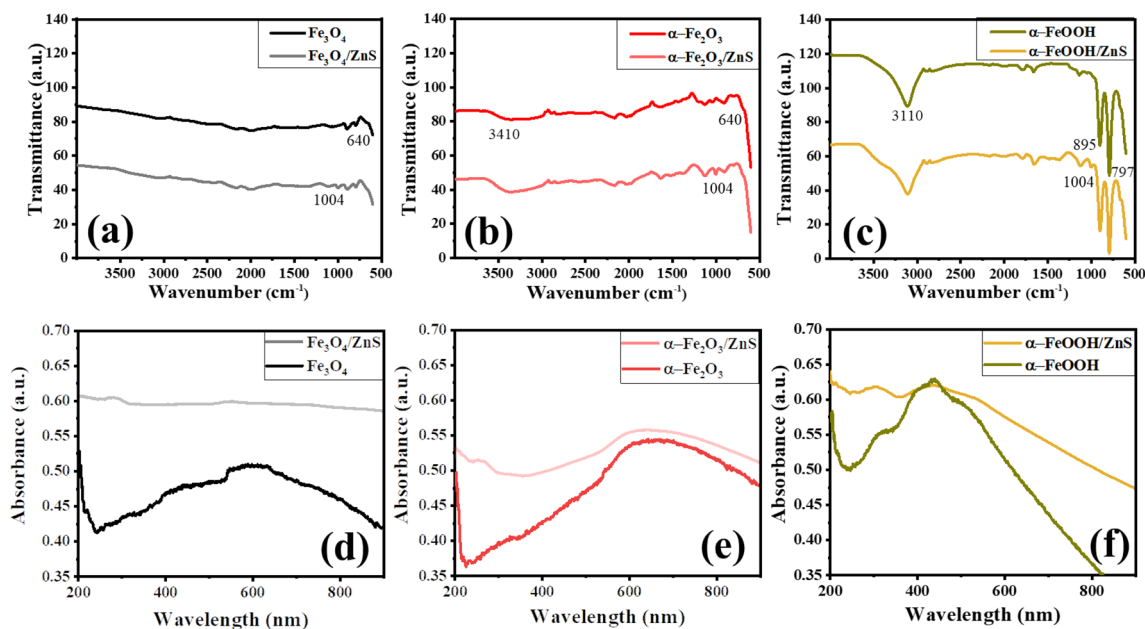 Transmittance (a.u.)
140
120
100
80
60
40
20
0
Fe₃O₄
Fe₃O₄/ZnS
640
1004
(a)
3500 3000 2500 2000 1500 1000 500
Wavenumber (cm⁻¹)
Transmittance (a.u.)
140
120
100
80
60
40
20
0
α–Fe₂O₃
α–Fe₂O₃/ZnS
3410
640
1004
(b)
3500 3000 2500 2000 1500 1000 500
Wavenumber (cm⁻¹)
Transmittance (a.u.)
140
120
100
80
60
40
20
0
α–FeOOH
α–FeOOH/ZnS
3110
895
1004
797
(c)
3500 3000 2500 2000 1500 1000 500
Wavenumber (cm⁻¹)
Absorbance (a.u.)
0.70
0.65
0.60
0.55
0.50
0.45
0.40
0.35
Fe₃O₄/ZnS
Fe₃O₄
(d)
200 400 600 800
Wavelength (nm)
Absorbance (a.u.)
0.70
0.65
0.60
0.55
0.50
0.45
0.40
0.35
α–Fe₂O₃/ZnS
α–Fe₂O₃
(e)
200 400 600 800
Wavelength (nm)
Absorbance (a.u.)
0.70
0.65
0.60
0.55
0.50
0.45
0.40
0.35
α–FeOOH/ZnS
α–FeOOH
(f)
200 400 600 800
Wavelength (nm)